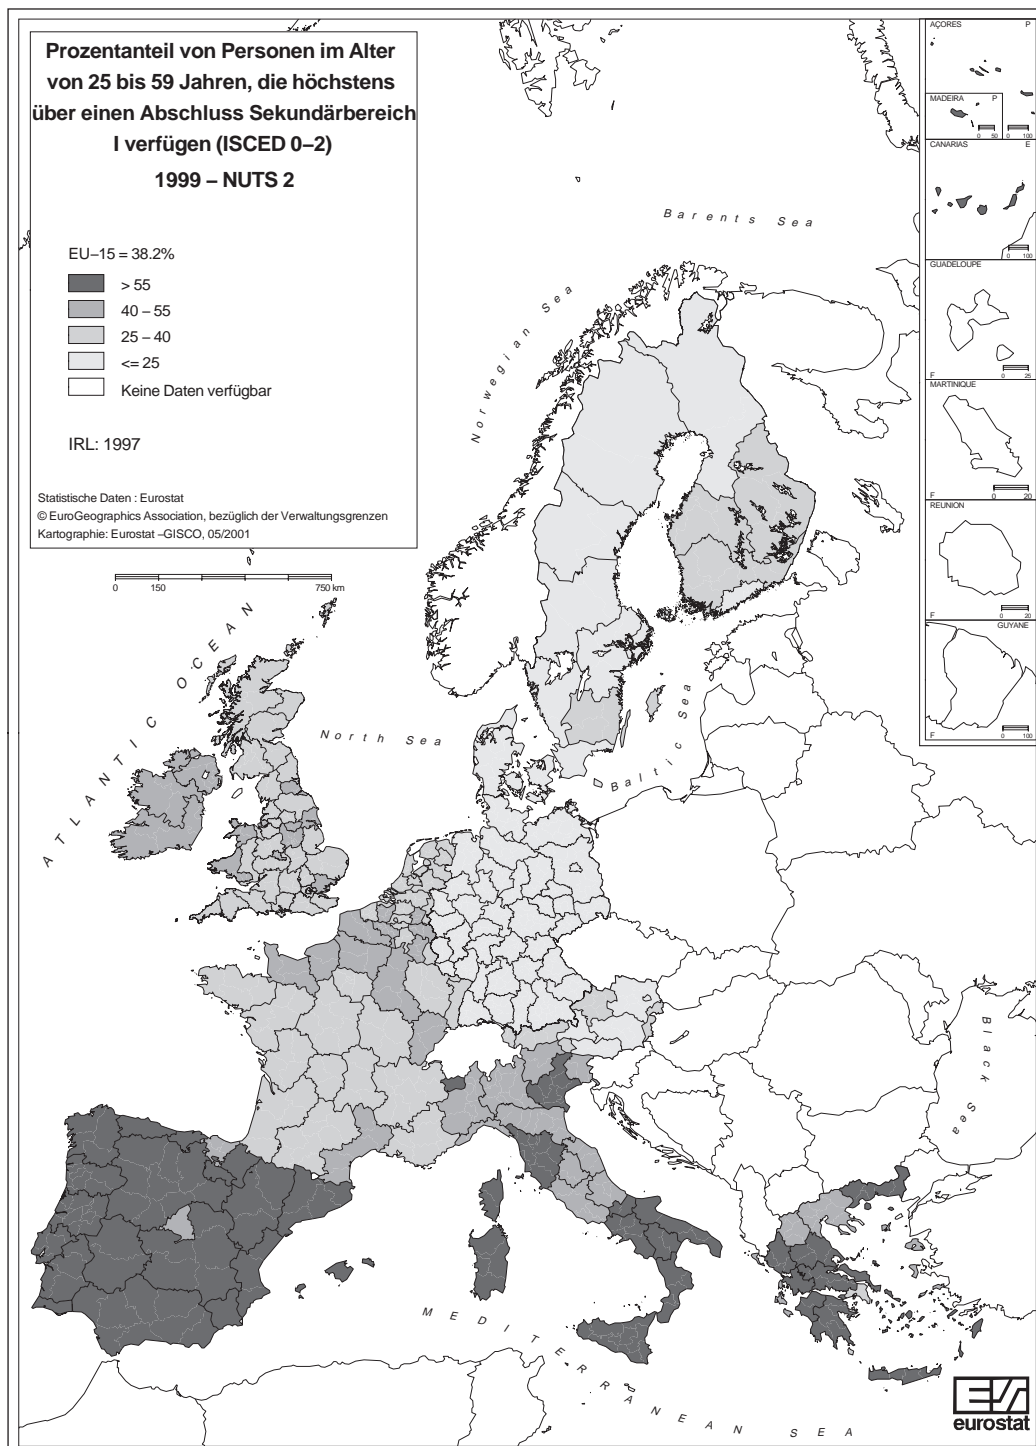 Prozentanteil von Personen im Alter
von 25 bis 59 Jahren, die höchstens
über einen Abschluss Sekundärbereich
I verfügen (ISCED 0–2)
1999 – NUTS 2
EU–15 = 38.2%
> 55
40 – 55
25 – 40
<= 25
Keine Daten verfügbar
IRL: 1997
Statistische Daten : Eurostat
© EuroGeographics Association, bezüglich der Verwaltungsgrenzen
Kartographie: Eurostat –GISCO, 05/2001
0 150 750 km
AÇORES P
MADEIRA P
0 50
0 100
CANARIAS E
0 100
GUADELOUPE
F 0 25
MARTINIQUE
F 0 20
REUNION
F 0 20
GUYANE
F 0 100
Barents Sea
Norwegian Sea
ATLANTIC OCEAN
North Sea
Baltic Sea
Black Sea
MEDITERRANEAN SEA
eurostat